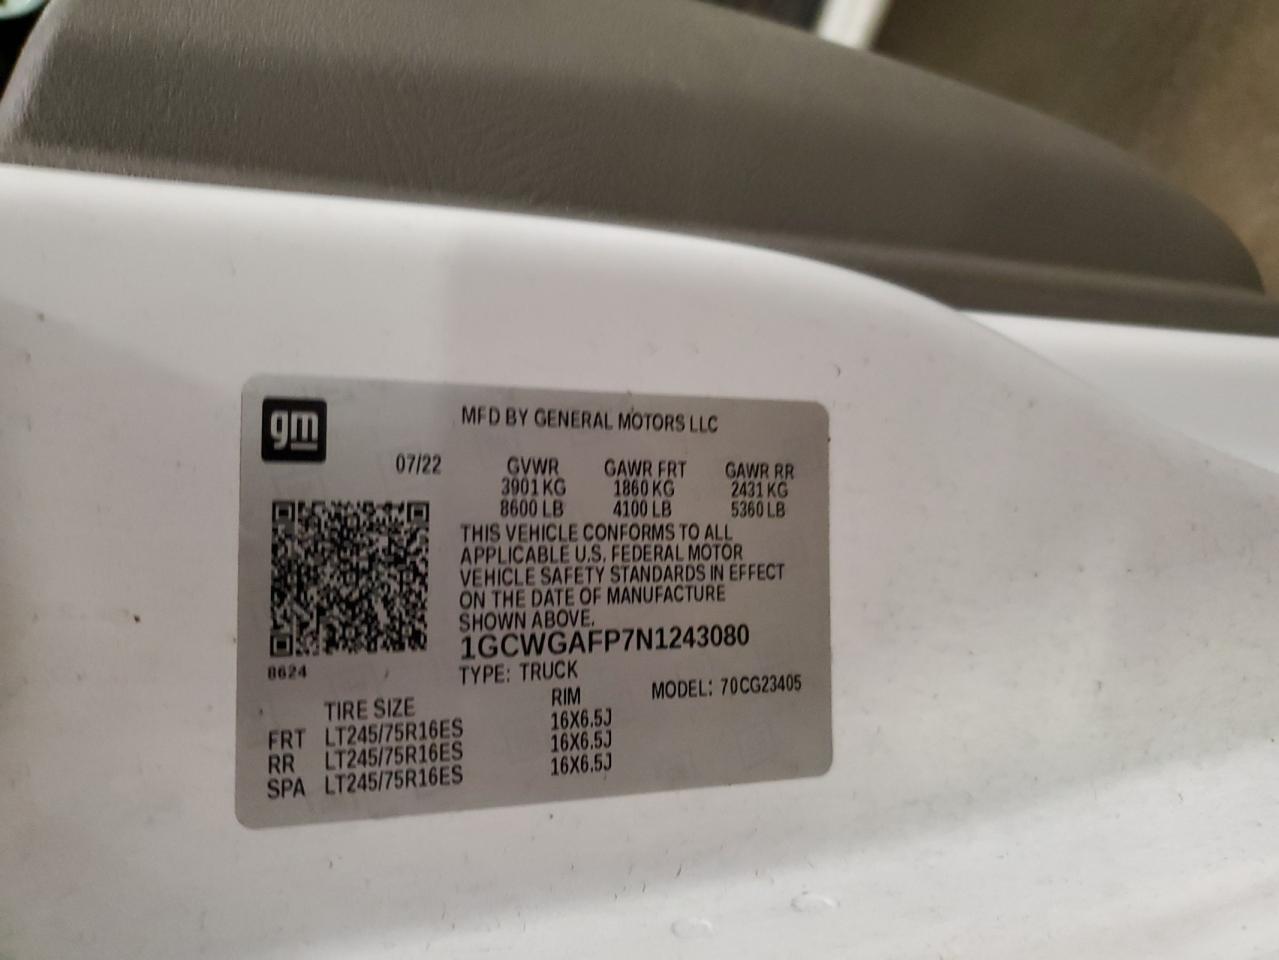 gm
MFD BY GENERAL MOTORS LLC
07/22
GVWR GAWR FRT GAWR RR
3901 KG 1860 KG 2431 KG
8600 LB 4100 LB 5360 LB
THIS VEHICLE CONFORMS TO ALL
APPLICABLE U.S. FEDERAL MOTOR
VEHICLE SAFETY STANDARDS IN EFFECT
ON THE DATE OF MANUFACTURE
SHOWN ABOVE.
1GCWGAFP7N1243080
8624
TYPE: TRUCK
MODEL: 70CG23405
TIRE SIZE RIM
FRT LT245/75R16ES 16X6.5J
RR LT245/75R16ES 16X6.5J
SPA LT245/75R16ES 16X6.5J